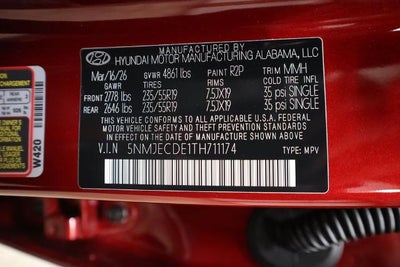 MANUFACTURED BY
HYUNDAI MOTOR MANUFACTURING ALABAMA, LLC
Mar/16/26 GVWR 4861 lbs PAINT R2P TRIM MMH
GAWR TIRES RIMS COLD TIRE INFL
FRONT 2778 lbs 235/55R19 7.5JX19 35 psi SINGLE
REAR 2646 lbs 235/55R19 7.5JX19 35 psi SINGLE
THIS VEHICLE CONFORMS TO ALL APPLICABLE U.S. FEDERAL
MOTOR VEHICLE SAFETY, BUMPER, AND THEFT PREVENTION
STANDARDS IN EFFECT ON THE DATE OF MANUFACTURE
SHOWN ABOVE.
V.I.N 5NMJECDE1TH711174 TYPE: MPV
W420